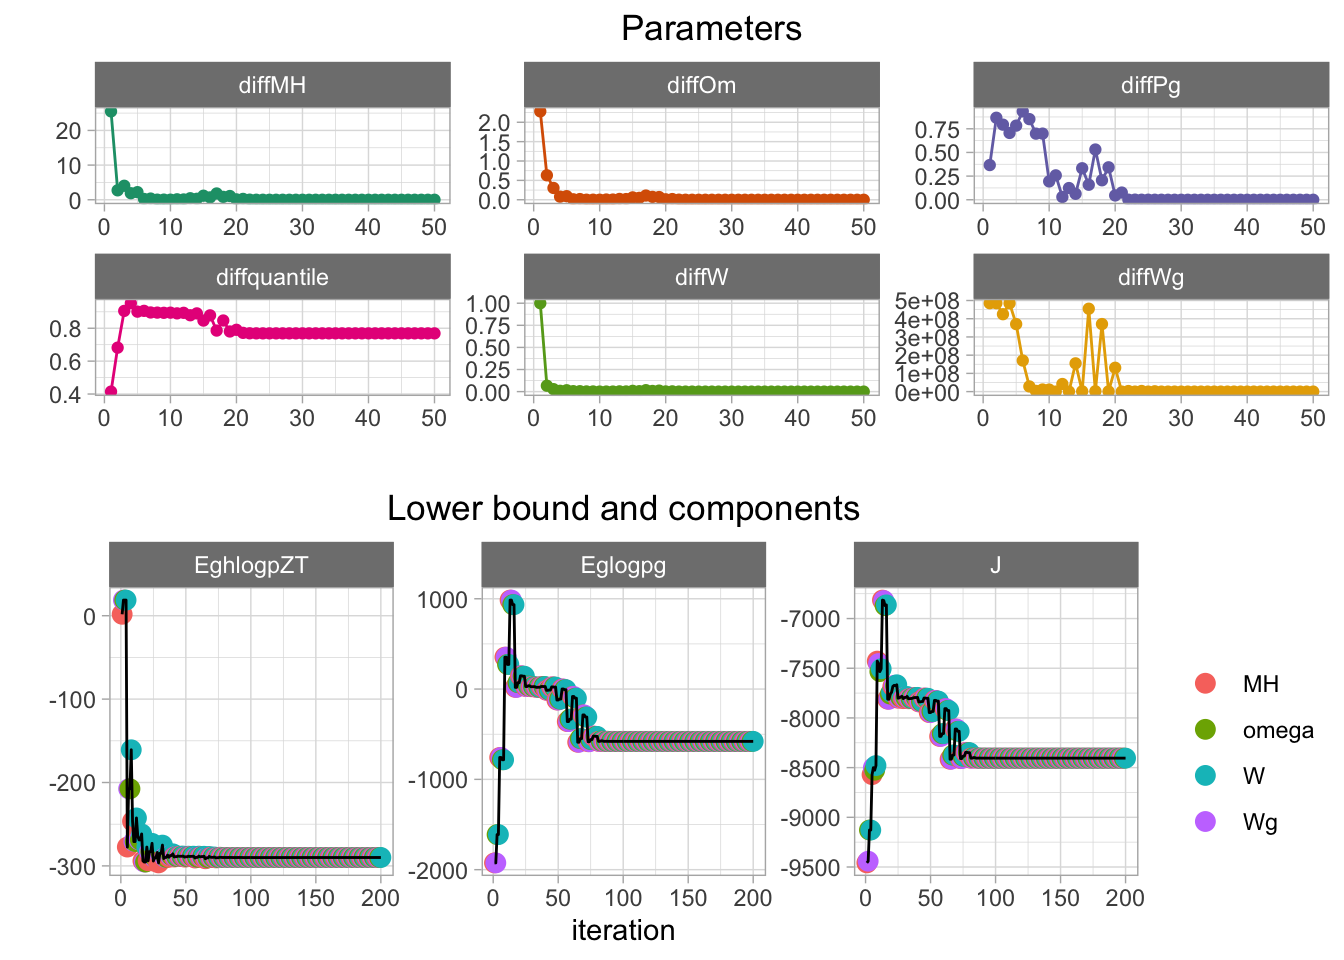 Parameters
diffMH
diffOm
diffPg
20
10
0
2.0
1.5
1.0
0.5
0.0
0.75
0.50
0.25
0.00
0 10 20 30 40 50
0 10 20 30 40 50
0 10 20 30 40 50
diffquantile
diffW
diffWg
0.8
0.6
0.4
1.00
0.75
0.50
0.25
0.00
5e+08
4e+08
3e+08
2e+08
1e+08
0e+00
0 10 20 30 40 50
0 10 20 30 40 50
0 10 20 30 40 50
Lower bound and components
EghlogpZT
Eglogpg
J
0
-100
-200
-300
1000
0
-1000
-2000
-7000
-7500
-8000
-8500
-9000
-9500
0 50 100 150 200
0 50 100 150 200
0 50 100 150 200
iteration
MH
omega
W
Wg